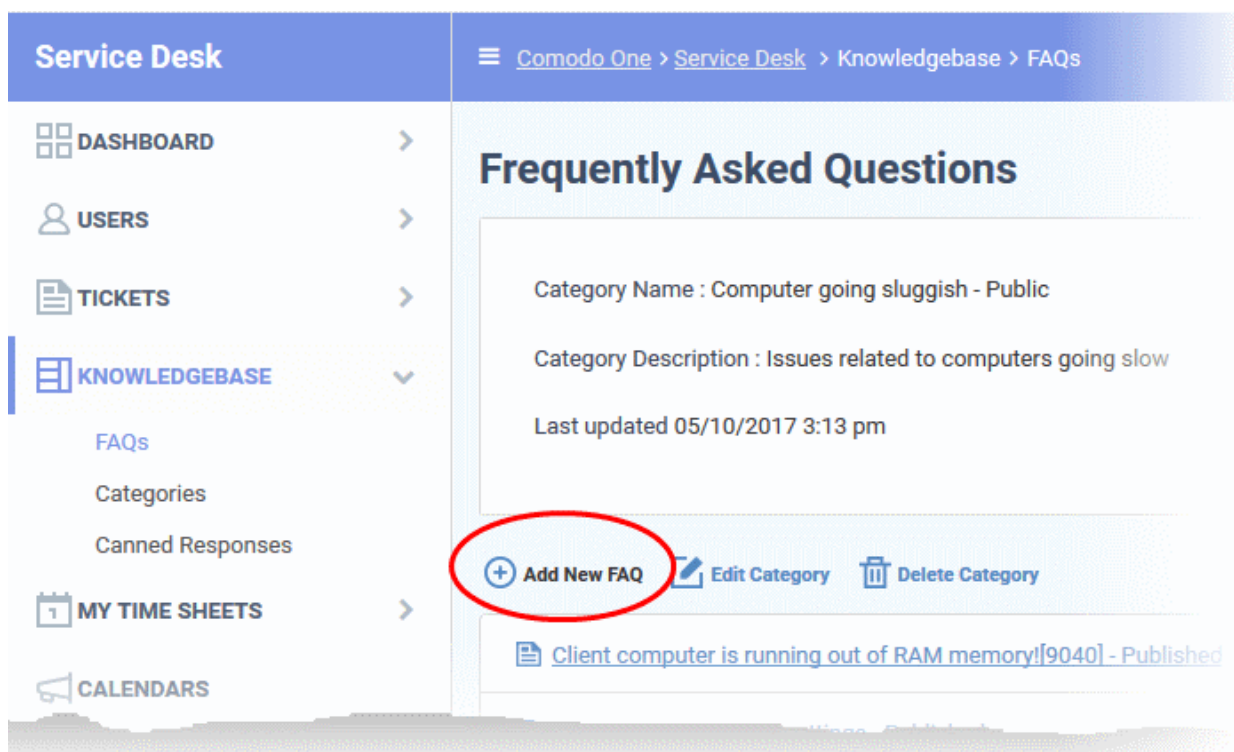 Service Desk
Comodo One > Service Desk > Knowledgebase > FAQs
DASHBOARD
USERS
TICKETS
KNOWLEDGEBASE
FAQs
Categories
Canned Responses
1 MY TIME SHEETS
CALENDARS
Frequently Asked Questions
Category Name : Computer going sluggish - Public
Category Description : Issues related to computers going slow
Last updated 05/10/2017 3:13 pm
Add New FAQ Edit Category Delete Category
Client computer is running out of RAM memory![9040] - Published